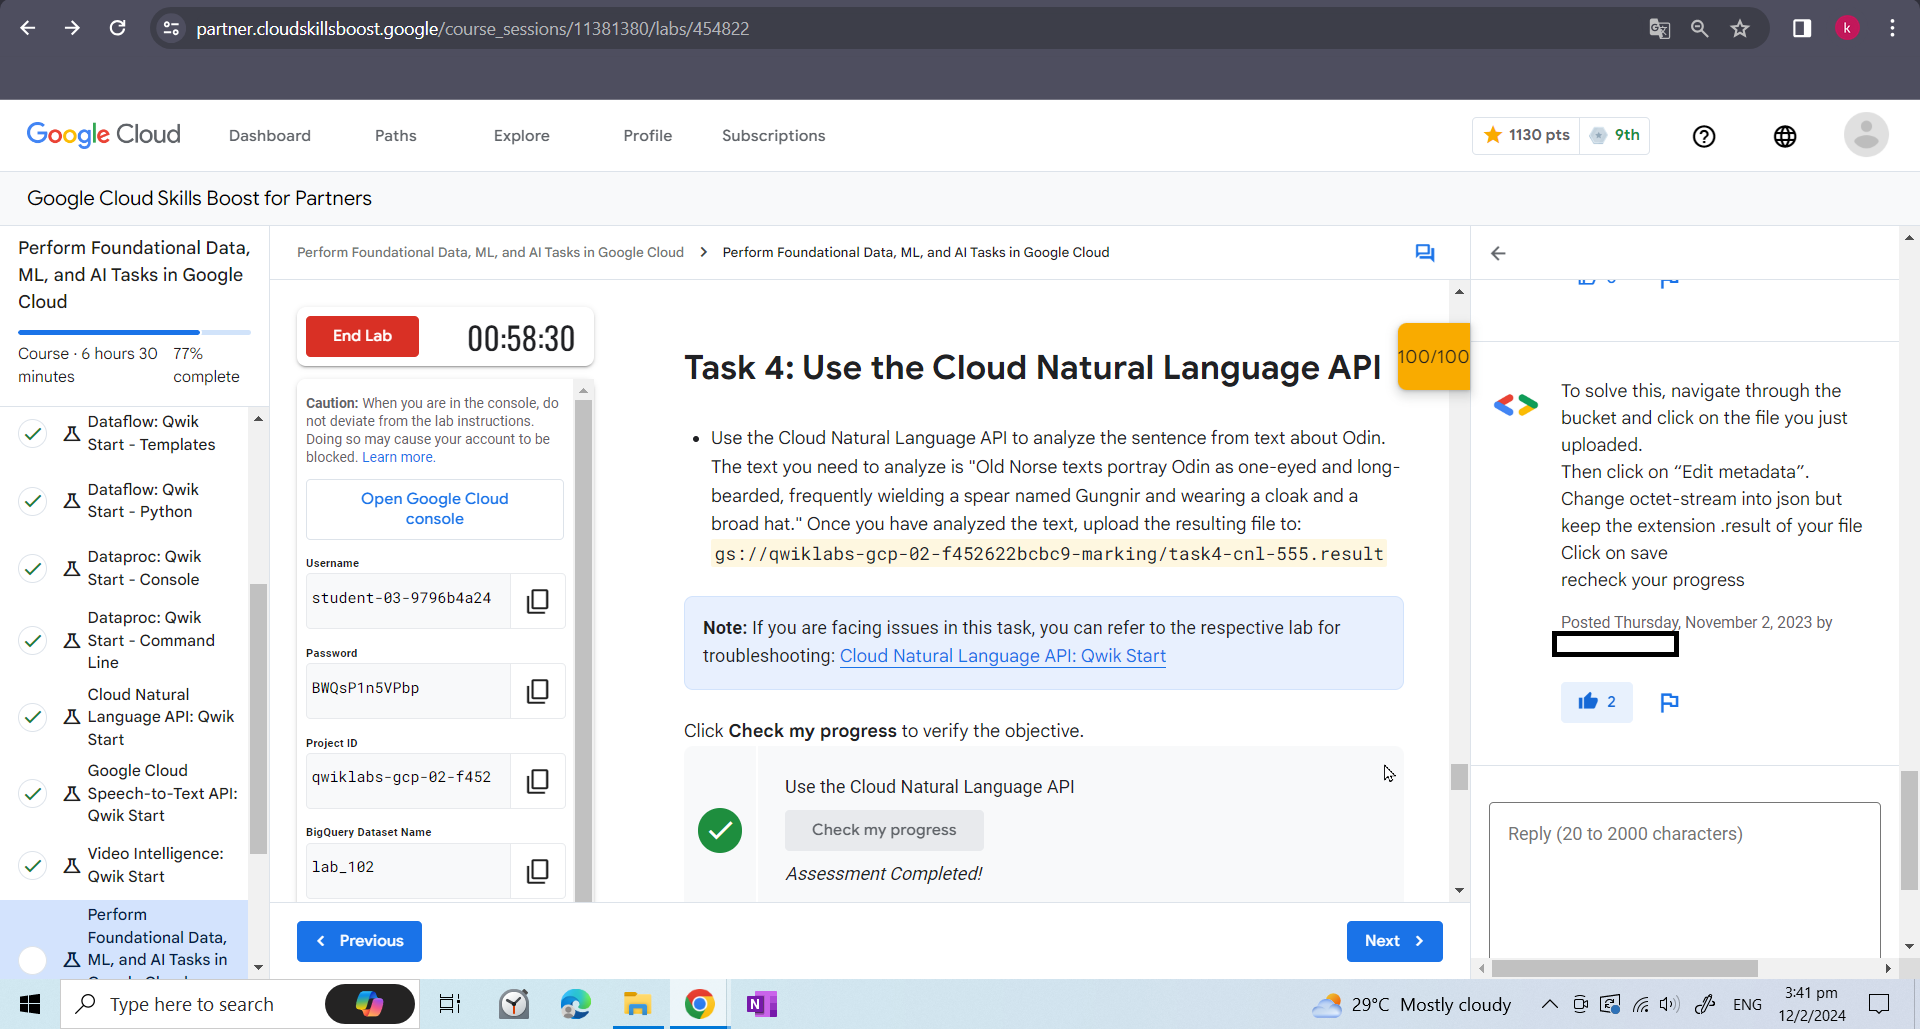 partner.cloudskillsboost.google/course_sessions/11381380/labs/454822
k
Google Cloud
Dashboard
Paths
Explore
Profile
Subscriptions
1130 pts
9th
Google Cloud Skills Boost for Partners
Perform Foundational Data,
ML, and AI Tasks in Google
Cloud
Course · 6 hours 30
minutes
77%
complete
Dataflow: Qwik
Start - Templates
Dataflow: Qwik
Start - Python
Dataproc: Qwik
Start - Console
Dataproc: Qwik
Start - Command
Line
Cloud Natural
Language API: Qwik
Start
Google Cloud
Speech-to-Text API:
Qwik Start
Video Intelligence:
Qwik Start
Perform
Foundational Data,
ML, and AI Tasks in
Perform Foundational Data, ML, and AI Tasks in Google Cloud
Perform Foundational Data, ML, and AI Tasks in Google Cloud
End Lab
00:58:30
Caution: When you are in the console, do
not deviate from the lab instructions.
Doing so may cause your account to be
blocked. Learn more.
Open Google Cloud
console
Username
student-03-9796b4a24
Password
BWQsP1n5VPbp
Project ID
qwiklabs-gcp-02-f452
BigQuery Dataset Name
lab_102
Task 4: Use the Cloud Natural Language API
100/100
• Use the Cloud Natural Language API to analyze the sentence from text about Odin.
The text you need to analyze is "Old Norse texts portray Odin as one-eyed and long-
bearded, frequently wielding a spear named Gungnir and wearing a cloak and a
broad hat." Once you have analyzed the text, upload the resulting file to:
gs://qwiklabs-gcp-02-f452622bcbc9-marking/task4-cnl-555.result
Note: If you are facing issues in this task, you can refer to the respective lab for
troubleshooting: Cloud Natural Language API: Qwik Start
Click Check my progress to verify the objective.
Use the Cloud Natural Language API
Check my progress
Assessment Completed!
Previous
Next
To solve this, navigate through the
bucket and click on the file you just
uploaded.
Then click on “Edit metadata”.
Change octet-stream into json but
keep the extension .result of your file
Click on save
recheck your progress
Posted Thursday, November 2, 2023 by
2
Reply (20 to 2000 characters)
Type here to search
N
29°C Mostly cloudy
ENG
3:41 pm
12/2/2024